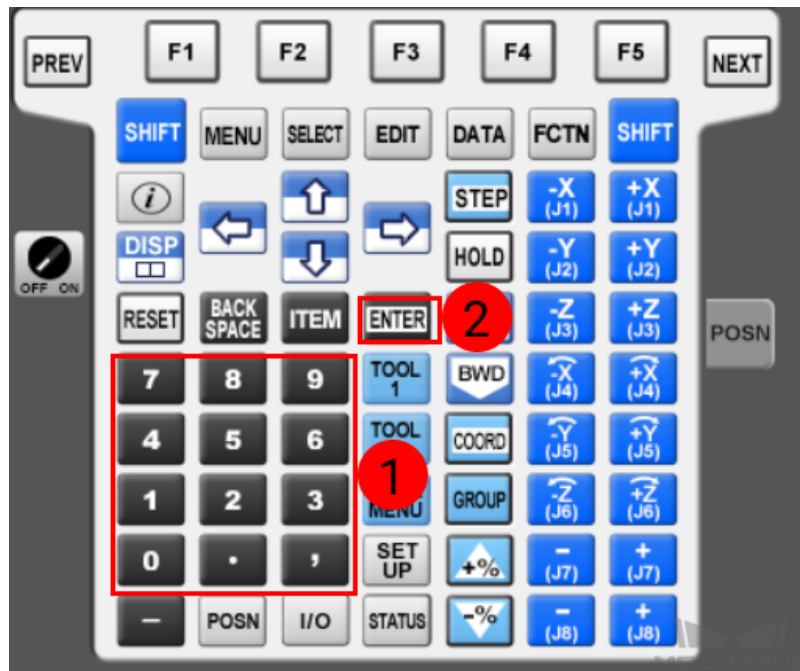 PREV F1 F2 F3 F4 F5 NEXT
SHIFT MENU SELECT EDIT DATA FCTN SHIFT
i STEP -X (J1) +X (J1)
DISP HOLD -Y (J2) +Y (J2)
OFF ON
RESET BACK SPACE ITEM ENTER 2 -Z (J3) +Z (J3) POSN
7 8 9 TOOL 1 BWD -X (J4) +X (J4)
4 5 6 TOOL COORD -Y (J5) +Y (J5)
1
1 2 3 MENU GROUP -Z (J6) +Z (J6)
0 . , SET UP +% - (J7) + (J7)
- POSN I/O STATUS -% - (J8) + (J8)